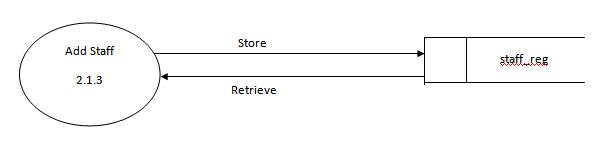 Add Staff
2.1.3
Store
Retrieve
staff_reg